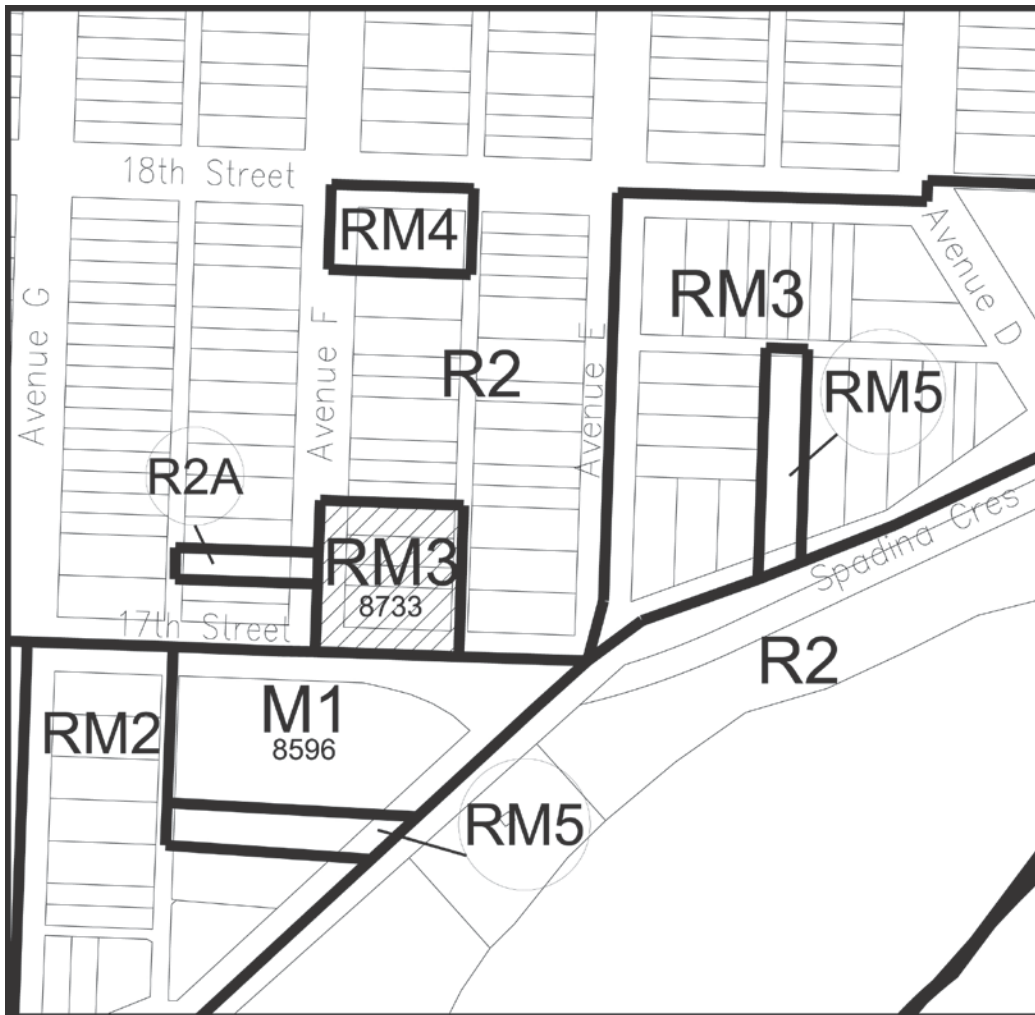 18th Street
RM4
Avenue D
RM3
Avenue G
Avenue F
R2
Avenue E
RM5
R2A
RM3
8733
Spadina Cres
17th Street
R2
M1
8596
RM2
RM5